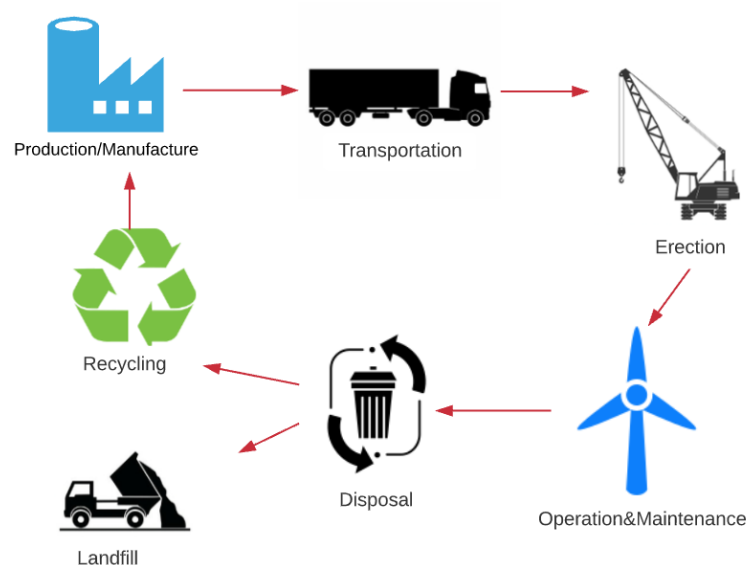 Production/Manufacture
Transportation
Erection
Recycling
Disposal
Operation&Maintenance
Landfill